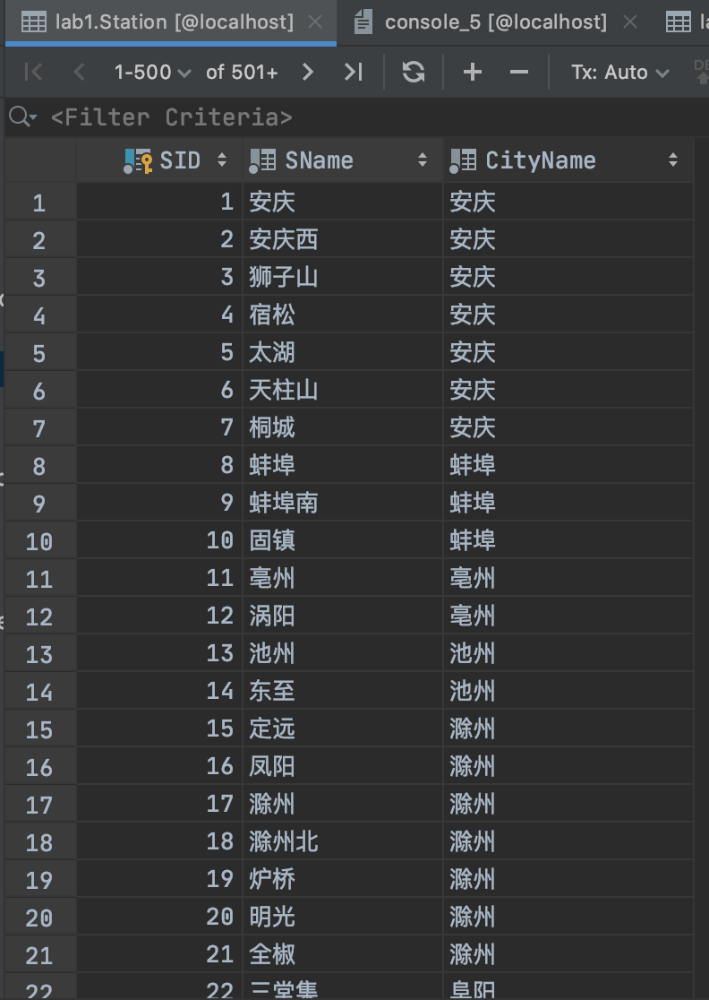 lab1.Station [@localhost] console_5 [@localhost]
1-500 of 501+ Tx: Auto
<Filter Criteria>
SID SName CityName
1 1 安庆 安庆
2 2 安庆西 安庆
3 3 狮子山 安庆
4 4 宿松 安庆
5 5 太湖 安庆
6 6 天柱山 安庆
7 7 桐城 安庆
8 8 蚌埠 蚌埠
9 9 蚌埠南 蚌埠
10 10 固镇 蚌埠
11 11 亳州 亳州
12 12 涡阳 亳州
13 13 池州 池州
14 14 东至 池州
15 15 定远 滁州
16 16 凤阳 滁州
17 17 滁州 滁州
18 18 滁州北 滁州
19 19 炉桥 滁州
20 20 明光 滁州
21 21 全椒 滁州
22 22 三堂集 阜阳